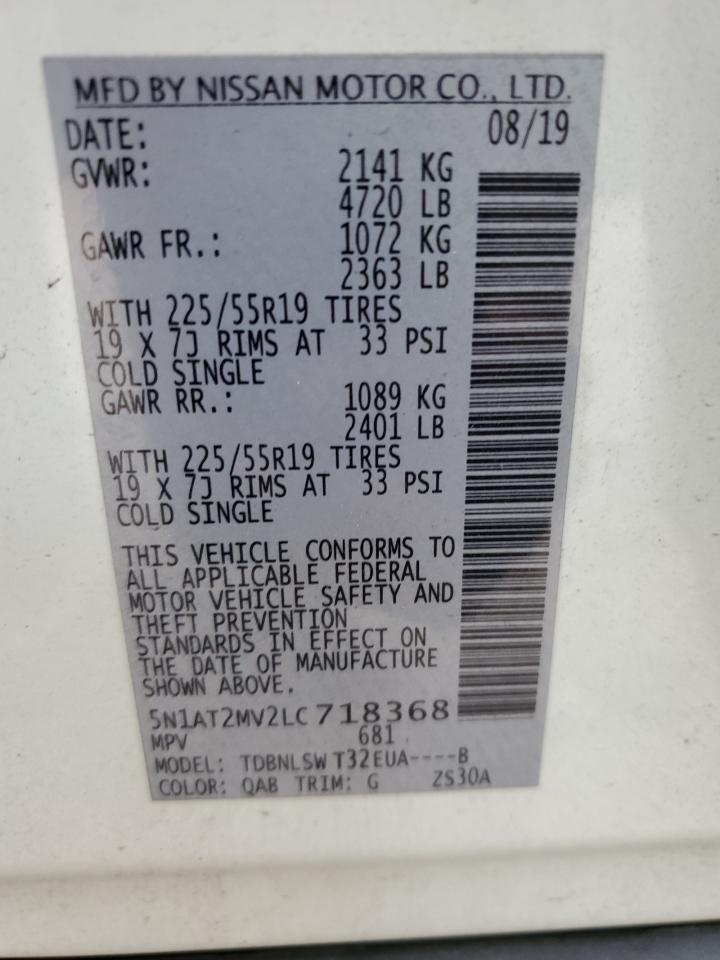 MFD BY NISSAN MOTOR CO., LTD.
DATE: 08/19
GVWR: 2141 KG
4720 LB
GAWR FR.: 1072 KG
2363 LB
WITH 225/55R19 TIRES
19 X 7J RIMS AT 33 PSI
COLD SINGLE
GAWR RR.: 1089 KG
2401 LB
WITH 225/55R19 TIRES
19 X 7J RIMS AT 33 PSI
COLD SINGLE
THIS VEHICLE CONFORMS TO
ALL APPLICABLE FEDERAL
MOTOR VEHICLE SAFETY AND
THEFT PREVENTION
STANDARDS IN EFFECT ON
THE DATE OF MANUFACTURE
SHOWN ABOVE.
5N1AT2MV2LC718368
MPV 681
MODEL: TDBNLSW T32EUA----B
COLOR: QAB TRIM: G ZS30A